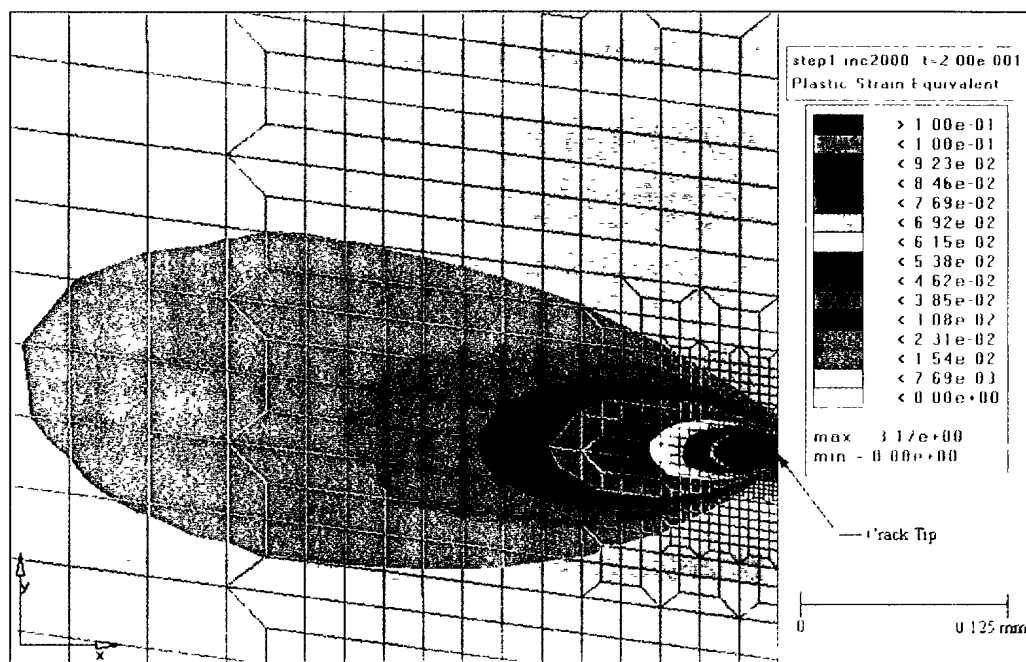 step1 inc2000 t=2.00e-001
Plastic Strain Equivalent
> 1.00e-01
< 1.00e-01
< 9.23e-02
< 8.46e-02
< 7.69e-02
< 6.92e-02
< 6.15e-02
< 5.38e-02
< 4.62e-02
< 3.85e-02
< 3.08e-02
< 2.31e-02
< 1.54e-02
< 7.69e-03
< 0.00e+00
max = 3.17e+00
min = 0.00e+00
Crack Tip
y
x
0 0.125 mm